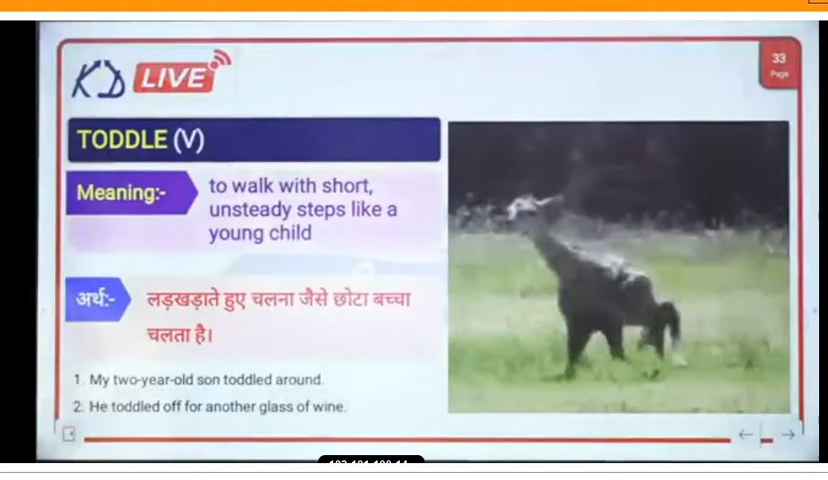 KD LIVE
33
Page
TODDLE (V)
Meaning:-
to walk with short,
unsteady steps like a
young child
अर्थ:-
लड़खड़ाते हुए चलना जैसे छोटा बच्चा
चलता है।
1. My two-year-old son toddled around.
2. He toddled off for another glass of wine.